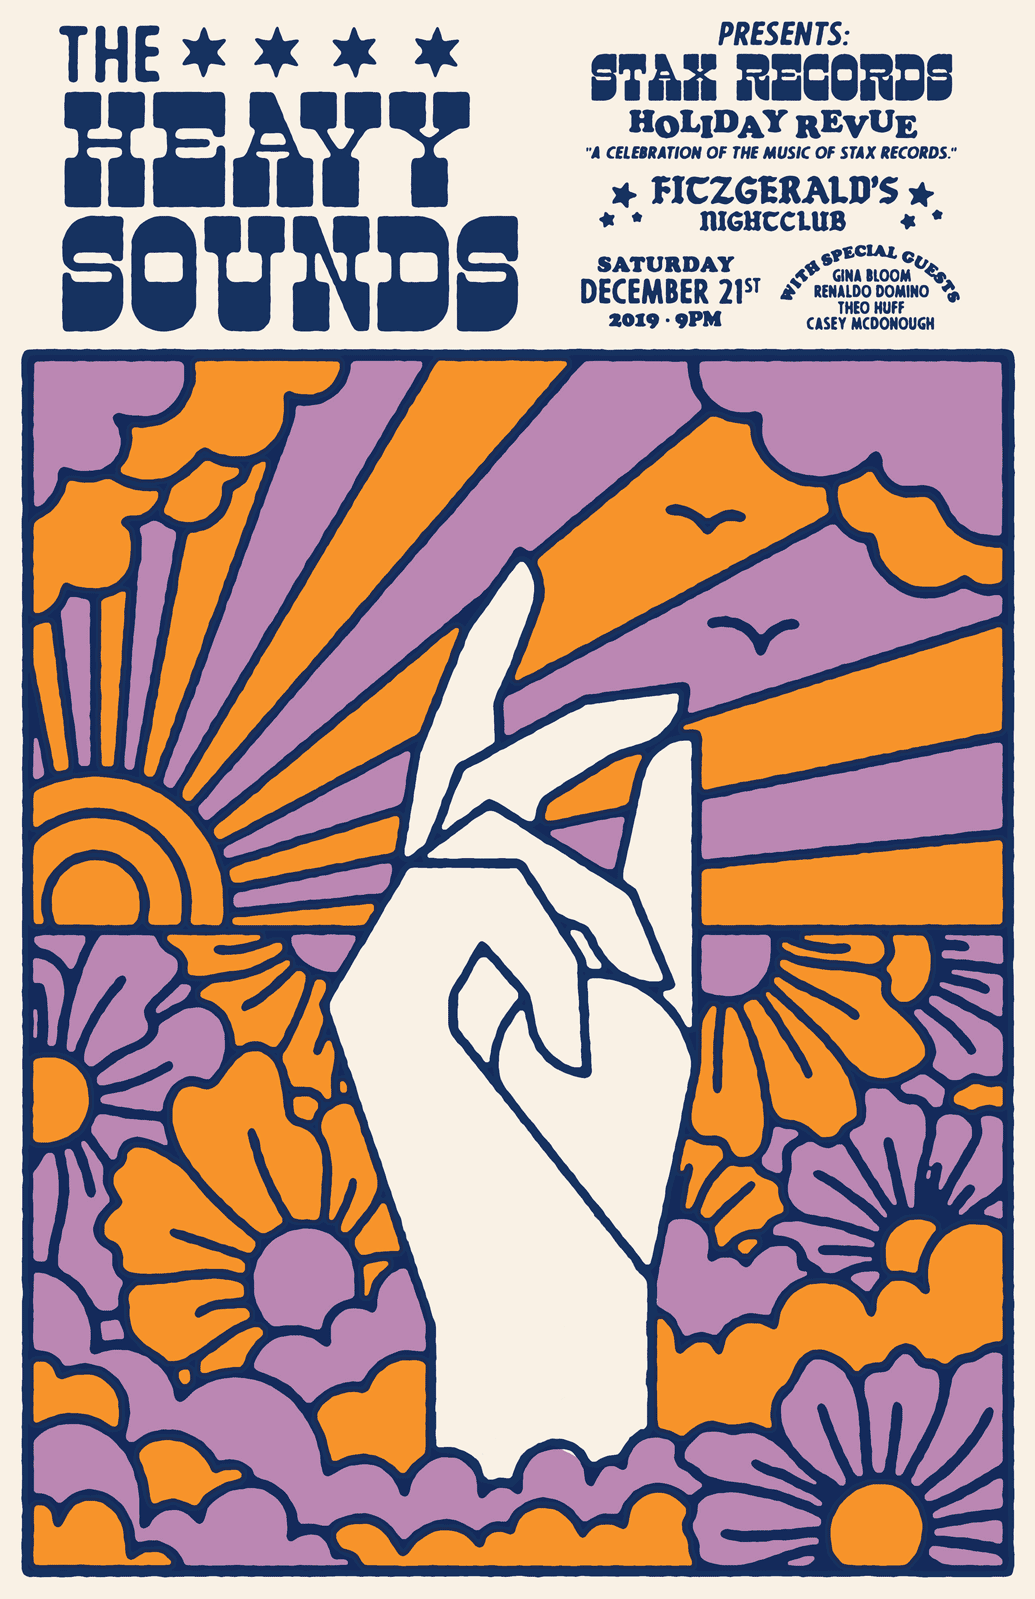 THE
HEAVY
SOUNDS
PRESENTS:
STAX RECORDS
HOLIDAY REVUE
"A CELEBRATION OF THE MUSIC OF STAX RECORDS."
FITZGERALD'S
NIGHTCLUB
SATURDAY
DECEMBER 21ST
2019 · 9PM
WITH SPECIAL GUESTS
GINA BLOOM
RENALDO DOMINO
THEO HUFF
CASEY MCDONOUGH